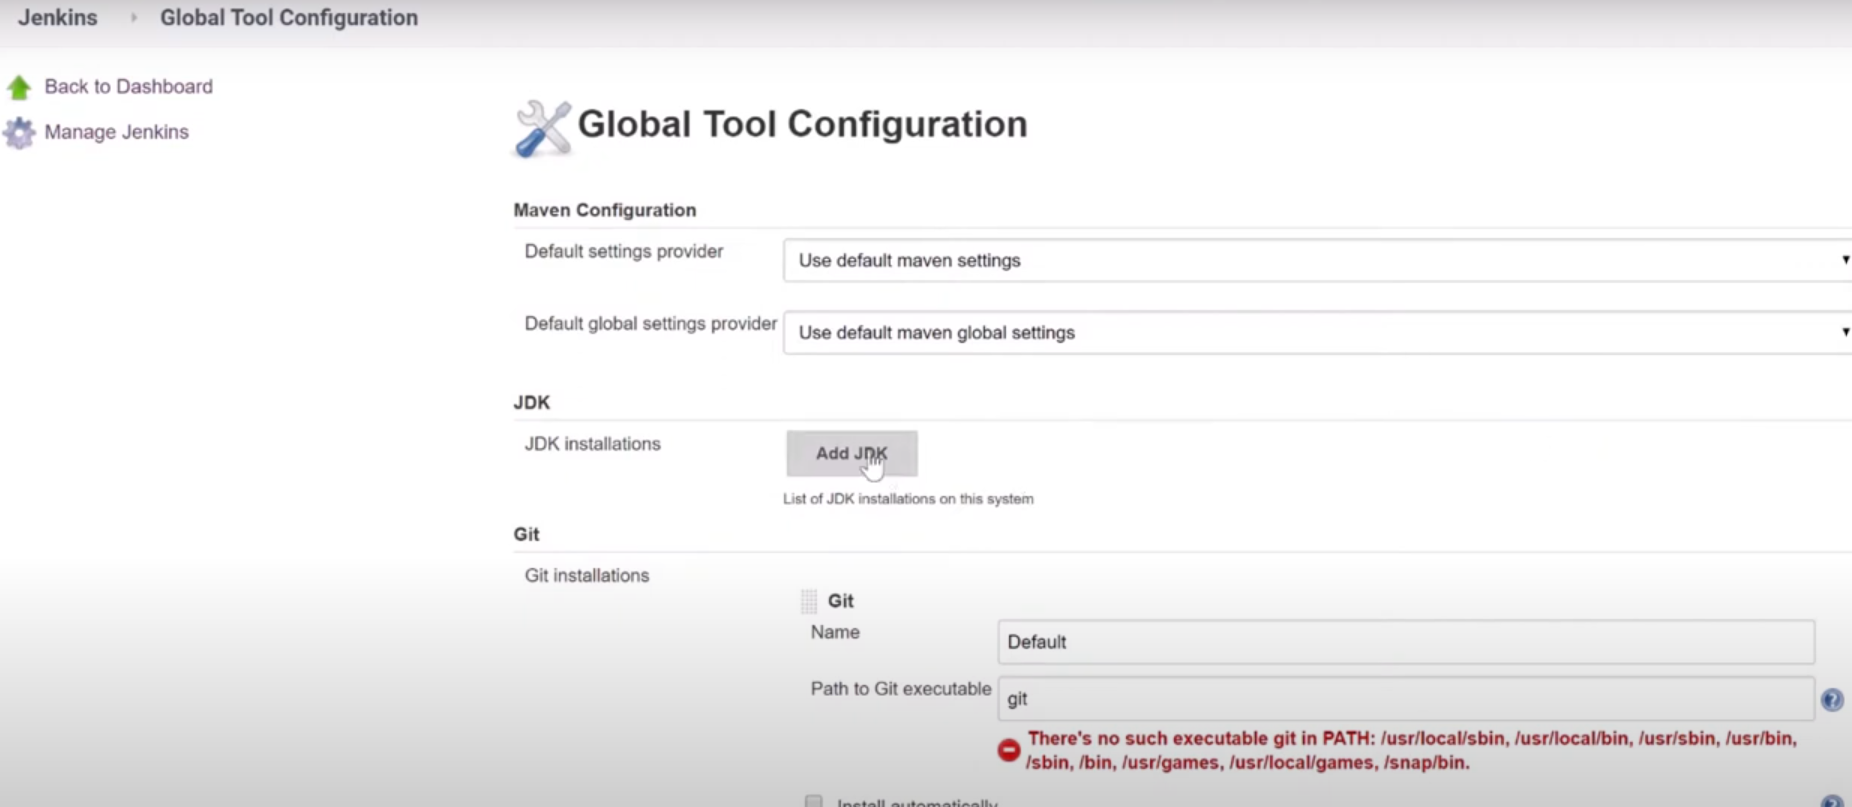 Jenkins Global Tool Configuration
Back to Dashboard
Manage Jenkins
Global Tool Configuration
Maven Configuration
Default settings provider Use default maven settings
Default global settings provider Use default maven global settings
JDK
JDK installations Add JDK
List of JDK installations on this system
Git
Git installations
Git
Name Default
Path to Git executable git
There's no such executable git in PATH: /usr/local/sbin, /usr/local/bin, /usr/sbin, /usr/bin,
/sbin, /bin, /usr/games, /usr/local/games, /snap/bin.
Install automatically